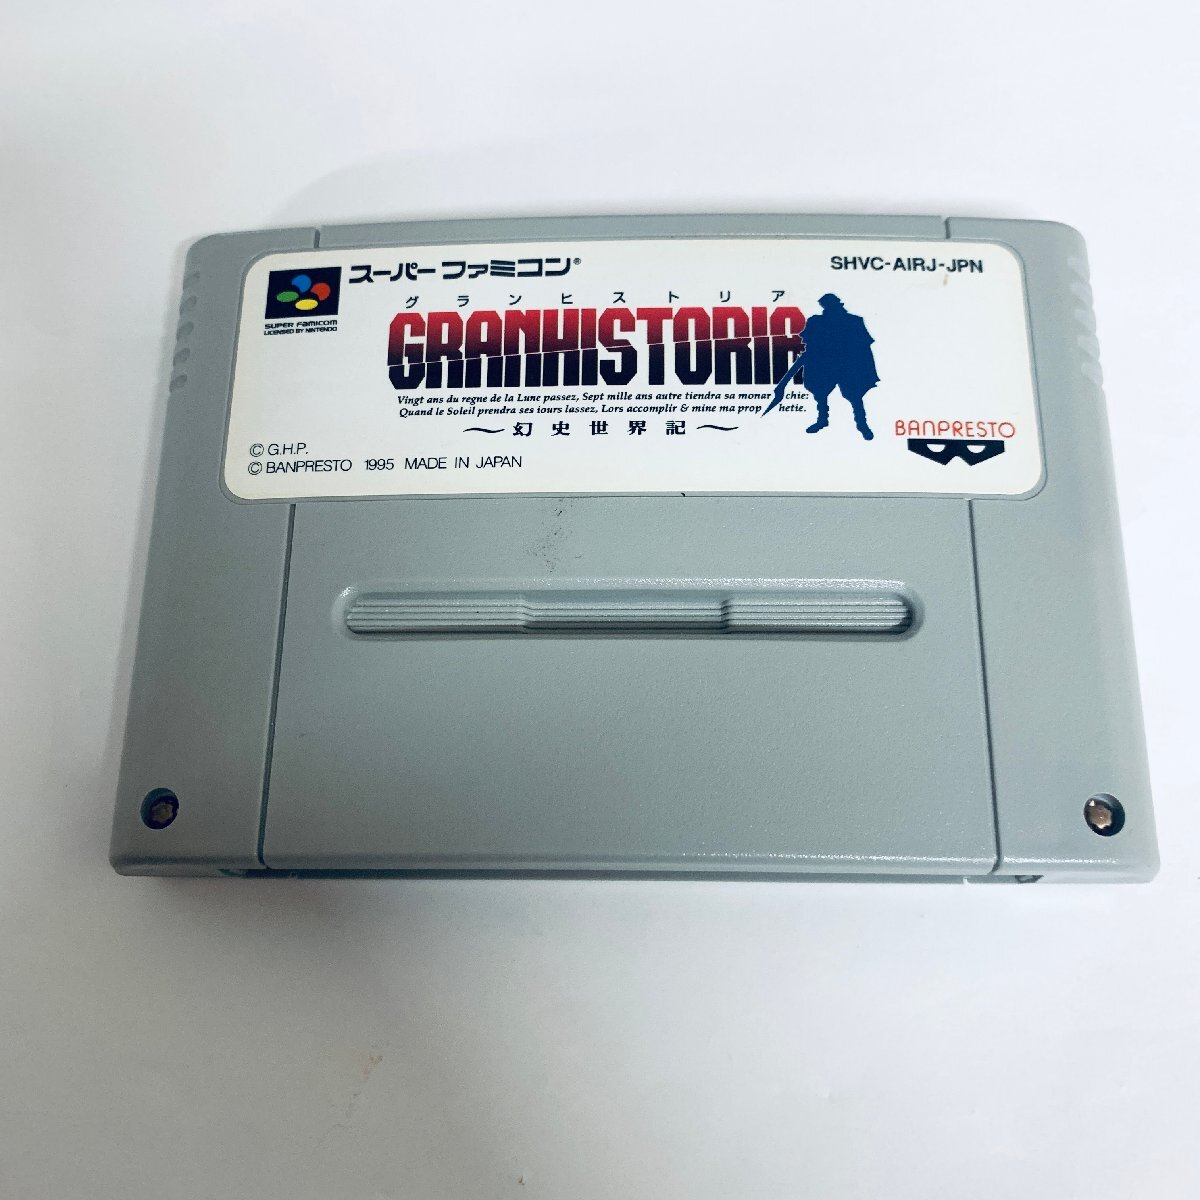 スーパーファミコン®
SHVC-AIRJ-JPN
SUPER FAMICOM
LICENSED BY NINTENDO
グランヒストリア
GRANHISTORIA
Vingt ans du regne de la Lune passez, Sept mille ans autre tiendra sa monar chie:
Quand le Soleil prendra ses iours lassez, Lors accomplir & mine ma prop hetie.
〜幻史世界記〜
BANPRESTO
© G.H.P.
© BANPRESTO 1995 MADE IN JAPAN